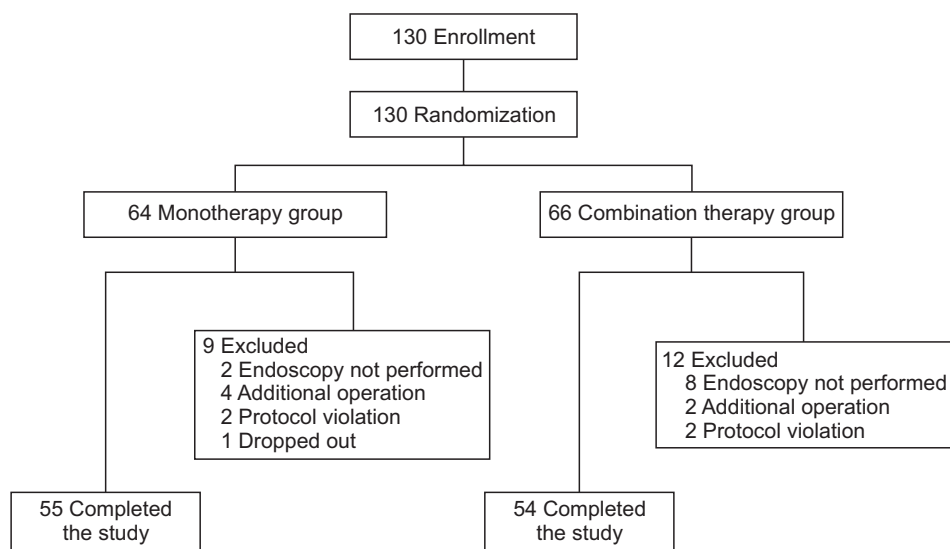 130 Enrollment
130 Randomization
64 Monotherapy group
66 Combination therapy group
9 Excluded
2 Endoscopy not performed
4 Additional operation
2 Protocol violation
1 Dropped out
12 Excluded
8 Endoscopy not performed
2 Additional operation
2 Protocol violation
55 Completed
the study
54 Completed
the study